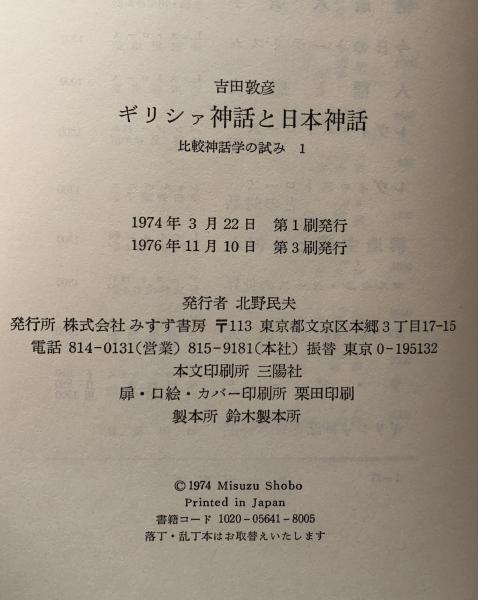 吉田敦彦
ギリシァ神話と日本神話
比較神話学の試み 1
1974年 3 月22日 第1刷発行
1976年11月10日 第3刷発行
発行者 北野民夫
発行所 株式会社 みすず書房 〒113 東京都文京区本郷3丁目17-15
電話 814-0131(営業) 815-9181(本社) 振替 東京0-195132
本文印刷所 三陽社
扉・口絵・カバー印刷所 栗田印刷
製本所 鈴木製本所
©1974 Misuzu Shobo
Printed in Japan
書籍コード 1020-05641-8005
落丁・乱丁本はお取替えいたします